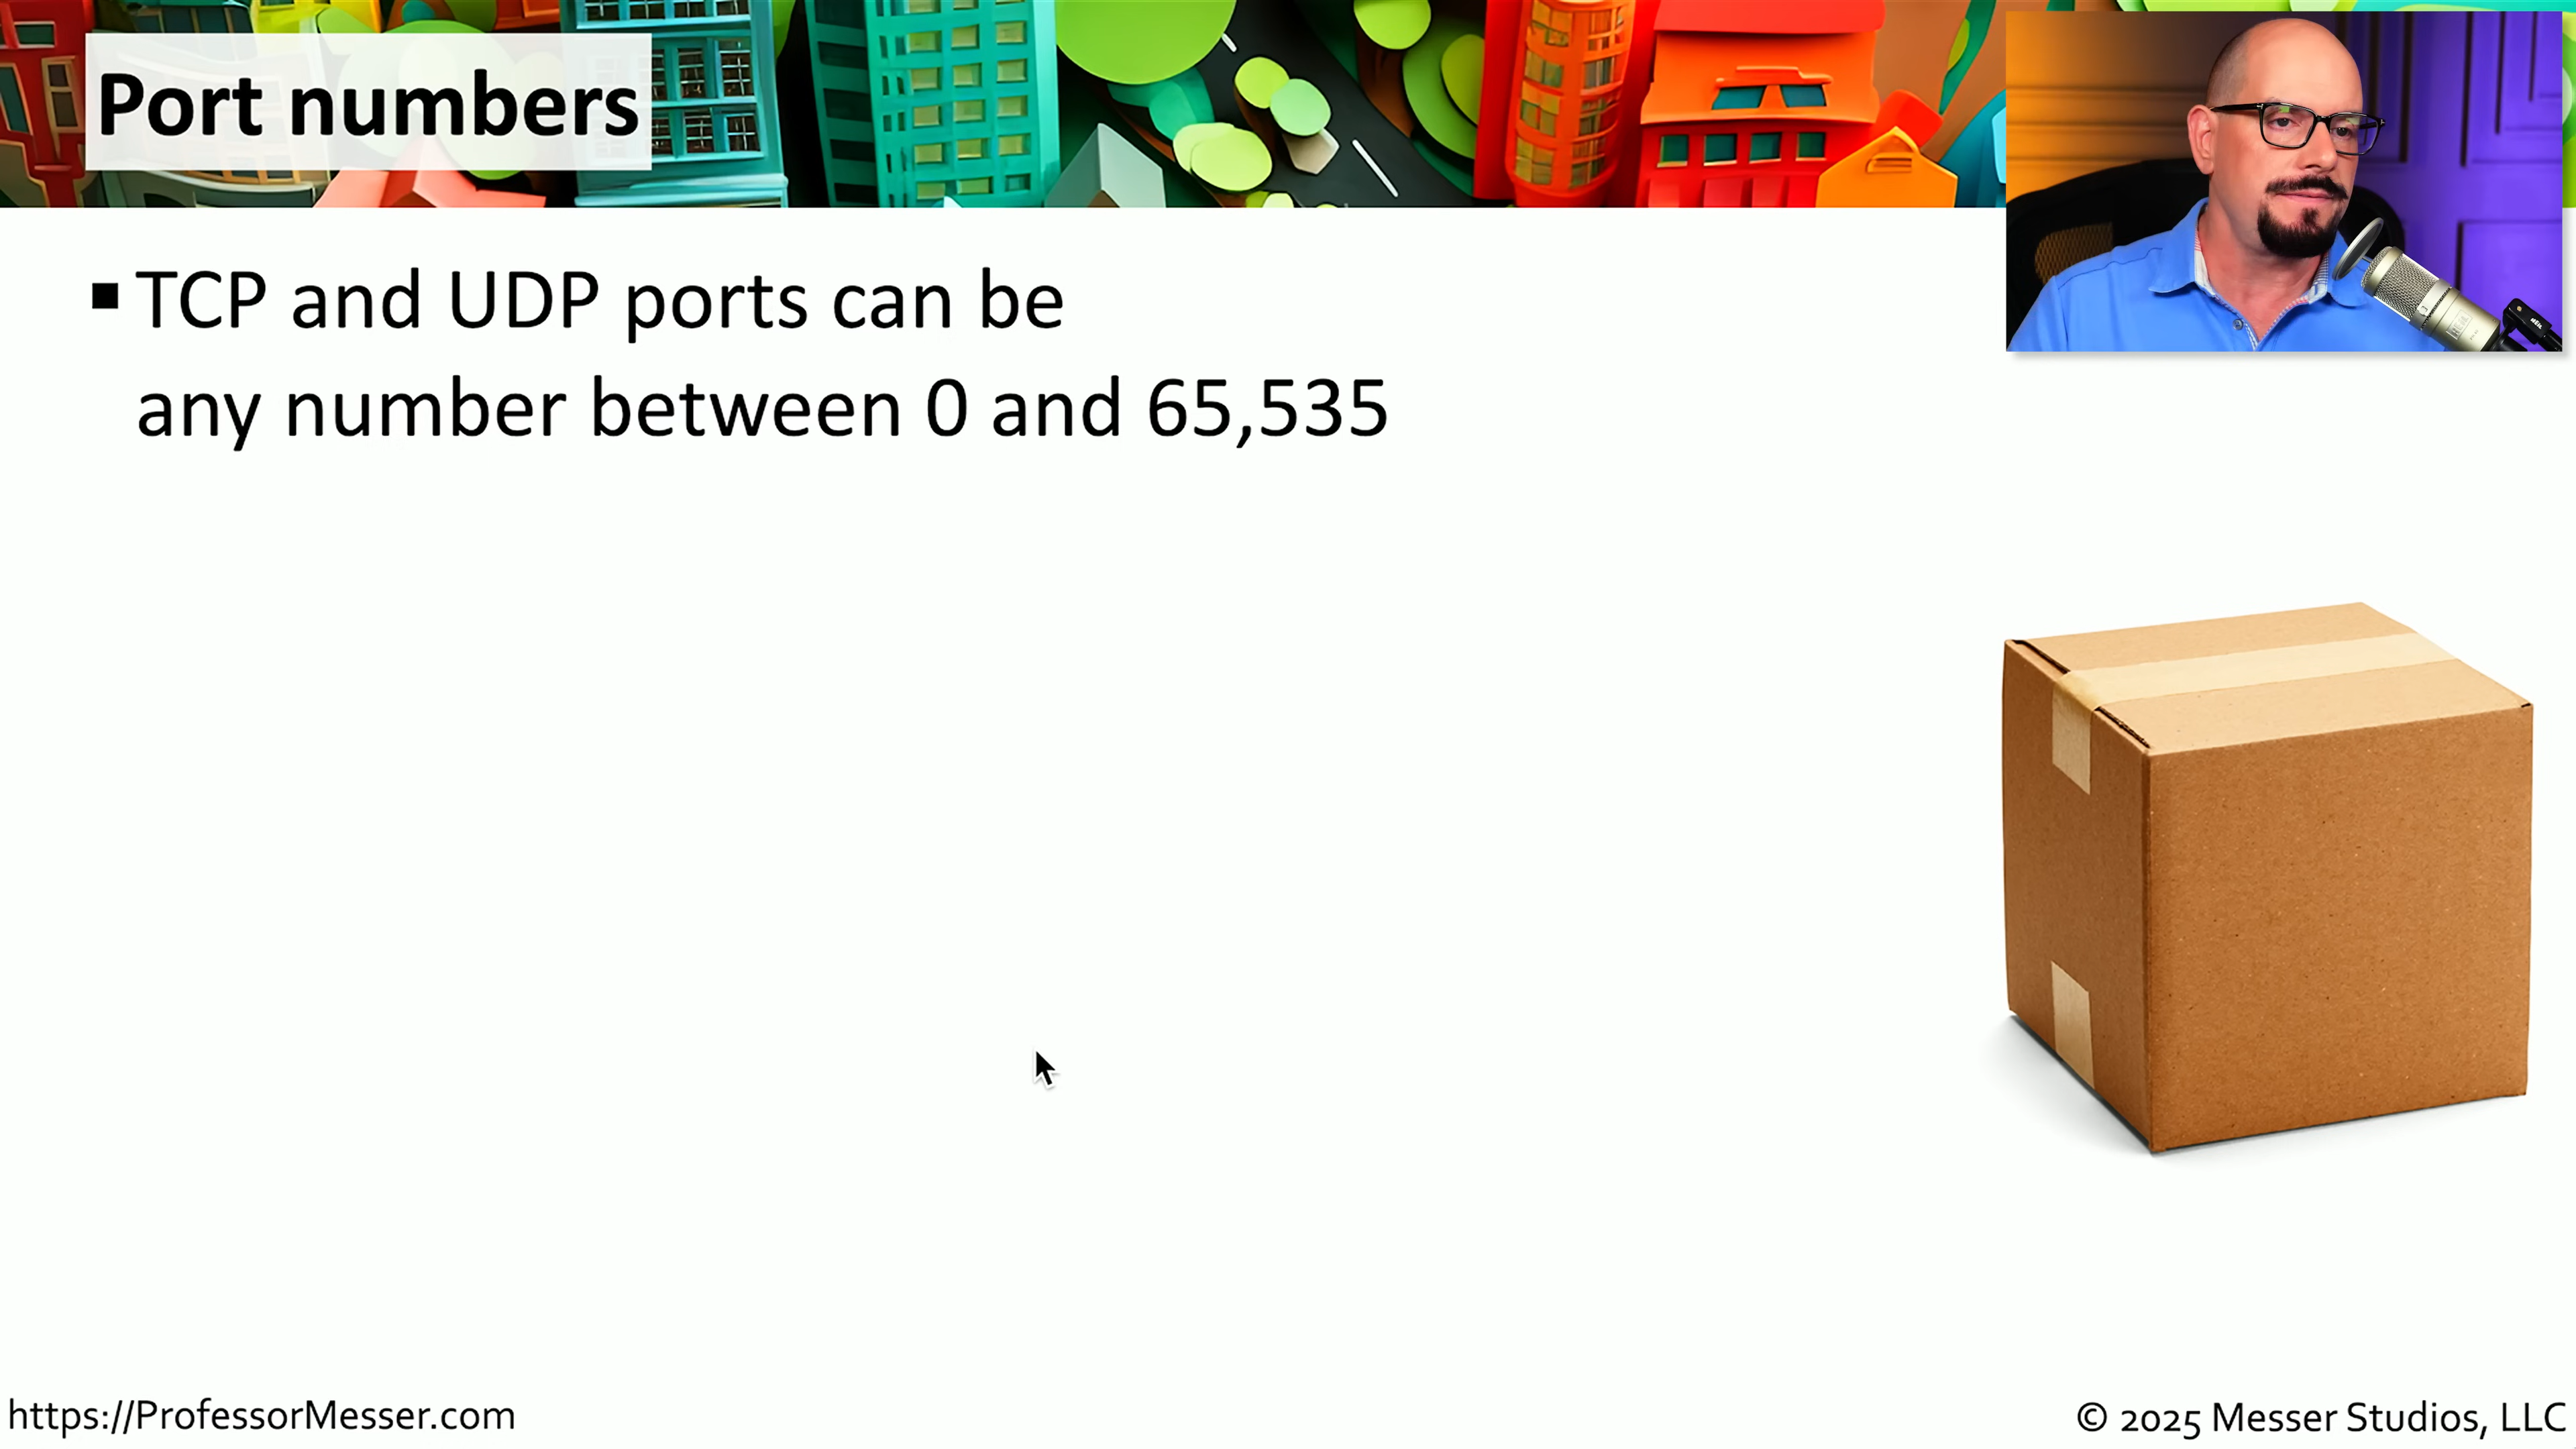 Port numbers
▪ TCP and UDP ports can be
any number between 0 and 65,535
https://ProfessorMesser.com
© 2025 Messer Studios, LLC